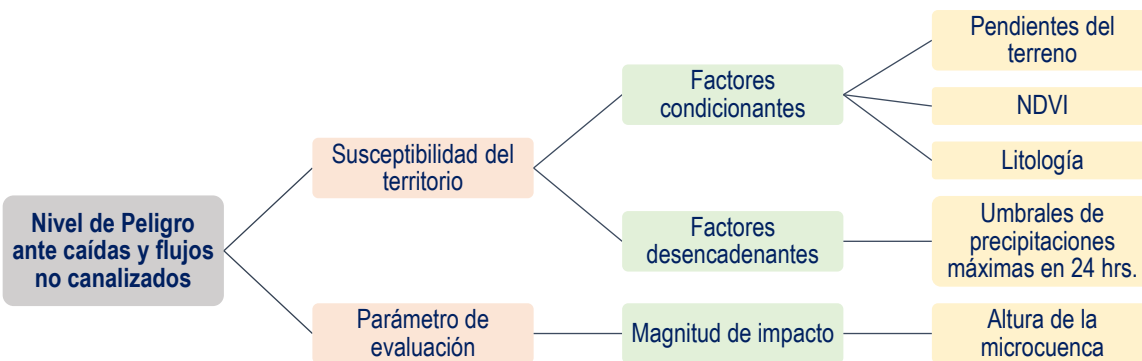 Nivel de Peligro
ante caídas y flujos
no canalizados
Susceptibilidad del
territorio
Parámetro de
evaluación
Factores
condicionantes
Factores
desencadenantes
Magnitud de impacto
Pendientes del
terreno
NDVI
Litología
Umbrales de
precipitaciones
máximas en 24 hrs.
Altura de la
microcuenca